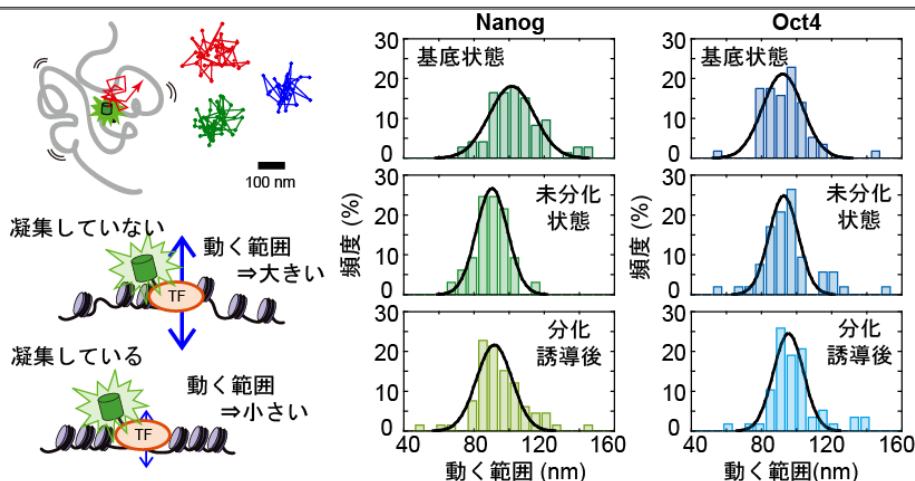 100 nm
凝集していない
動く範囲
⇒大きい
TF
凝集している
動く範囲
⇒小さい
TF
Nanog
Oct4
基底状態
30
20
10
0
基底状態
30
20
10
0
未分化
状態
30
20
10
0
未分化
状態
30
20
10
0
分化
誘導後
30
20
10
0
分化
誘導後
30
20
10
0
頻度 (%)
頻度 (%)
40 80 120 160
40 80 120 160
動く範囲 (nm)
動く範囲(nm)